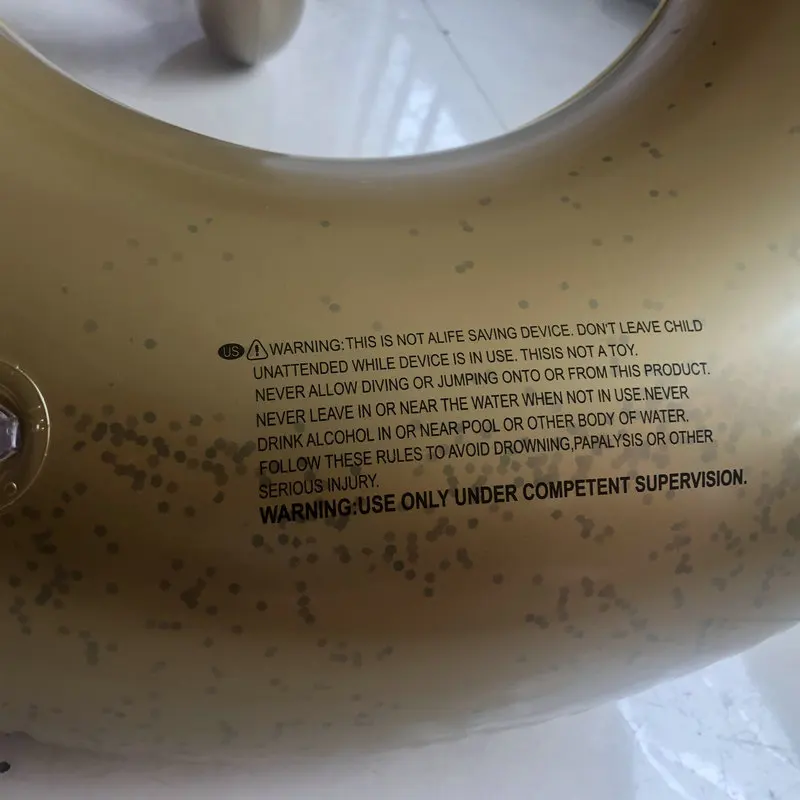 US WARNING:THIS IS NOT ALIFE SAVING DEVICE. DON'T LEAVE CHILD
UNATTENDED WHILE DEVICE IS IN USE. THISIS NOT A TOY.
NEVER ALLOW DIVING OR JUMPING ONTO OR FROM THIS PRODUCT.
NEVER LEAVE IN OR NEAR THE WATER WHEN NOT IN USE.NEVER
DRINK ALCOHOL IN OR NEAR POOL OR OTHER BODY OF WATER.
FOLLOW THESE RULES TO AVOID DROWNING,PAPALYSIS OR OTHER
SERIOUS INJURY.
WARNING:USE ONLY UNDER COMPETENT SUPERVISION.